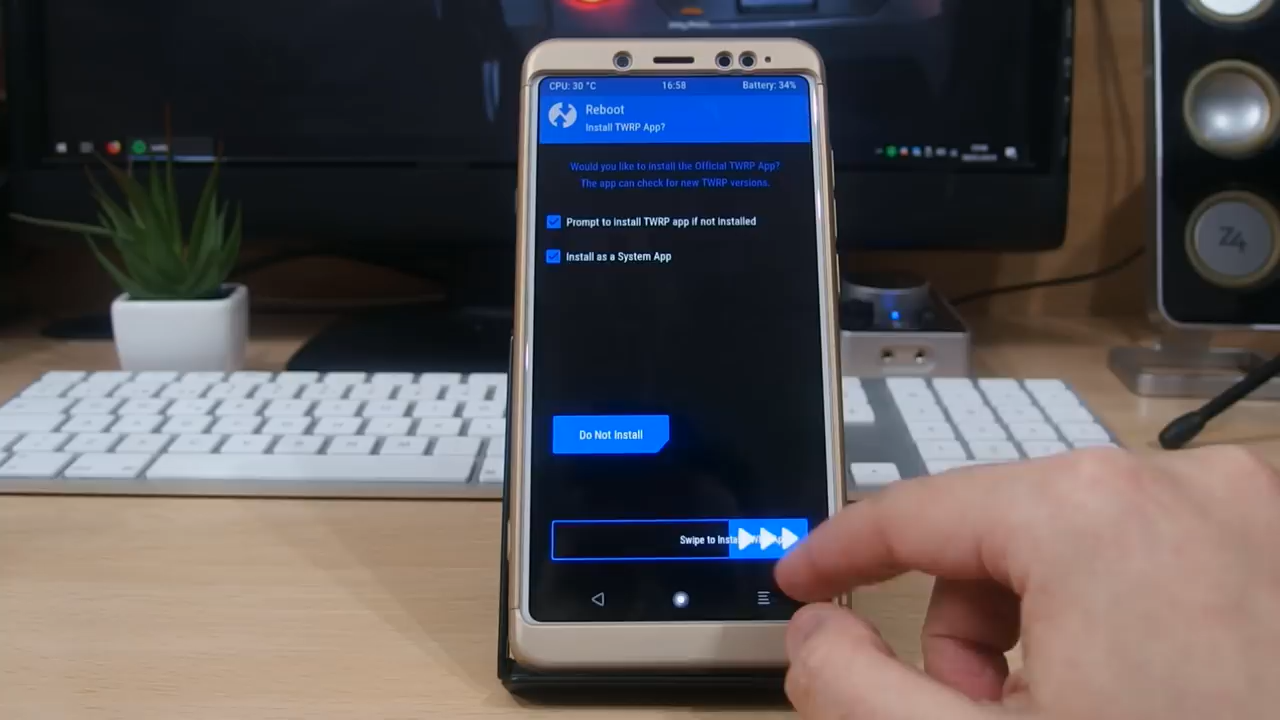 CPU: 30 °C 16:58 Battery: 34%
Reboot
Install TWRP App?
Would you like to install the Official TWRP App?
The app can check for new TWRP versions.
Prompt to install TWRP app if not installed
Install as a System App
Do Not Install
Swipe to
Z4